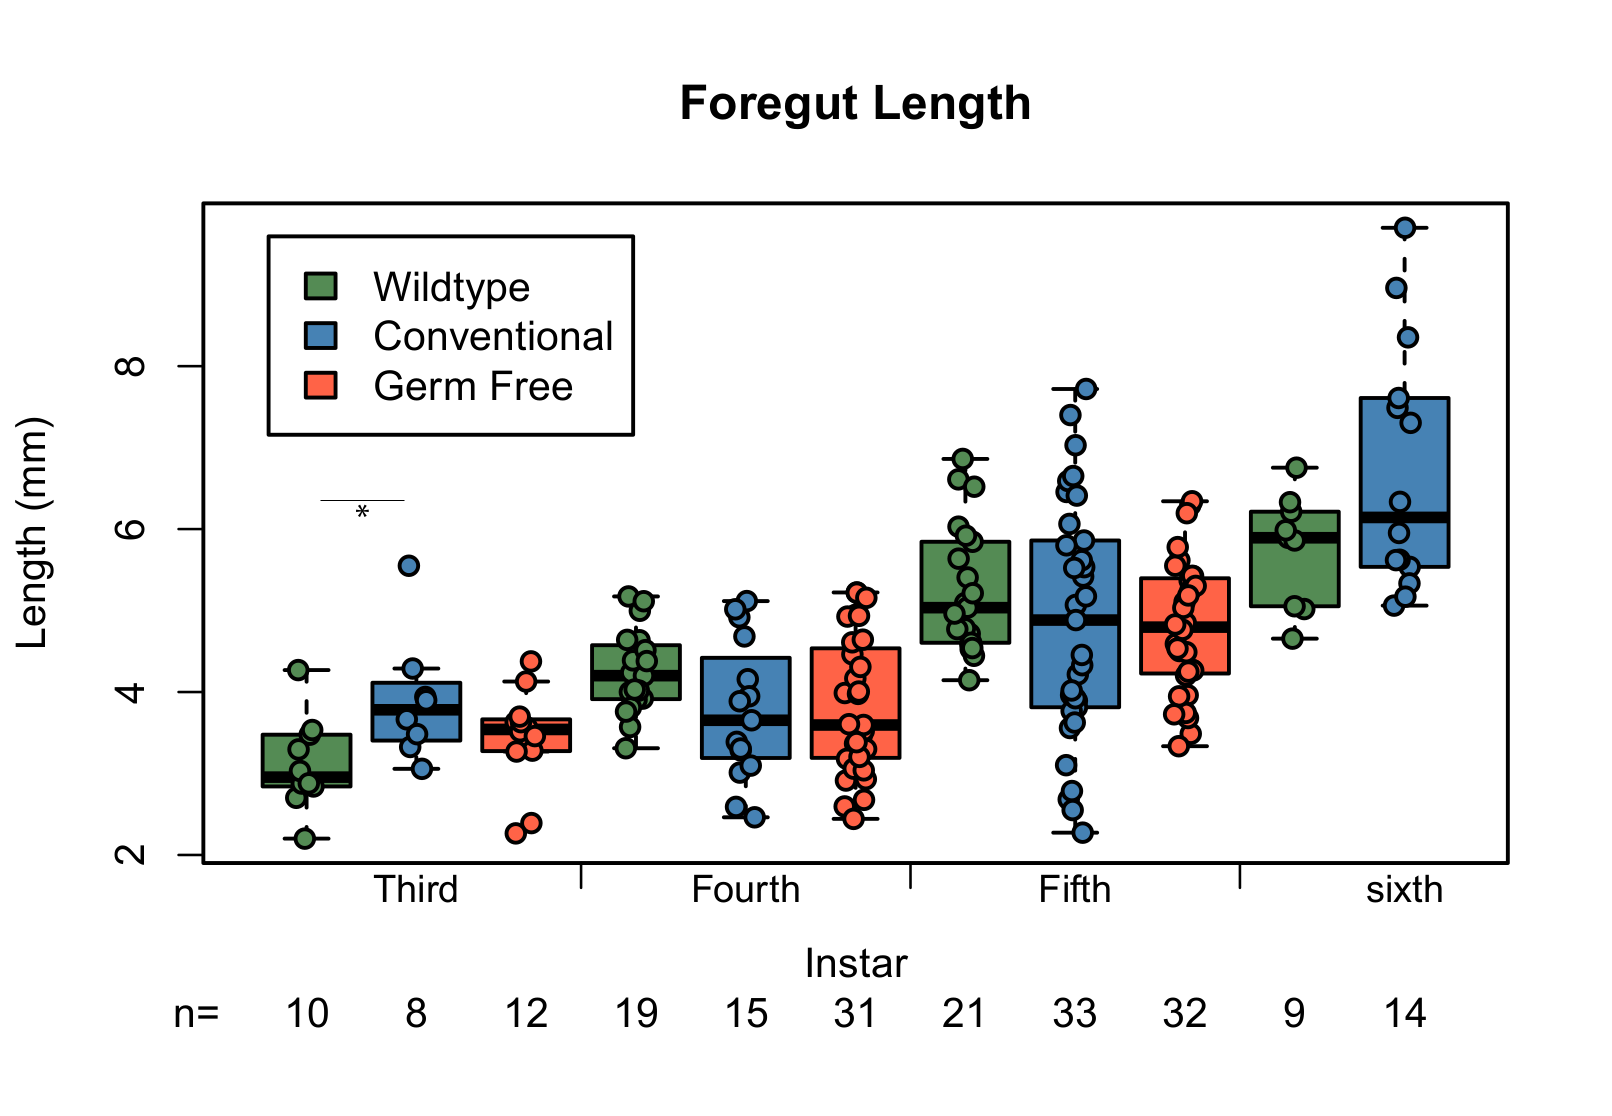 Foregut Length
Wildtype
Conventional
Germ Free
*
Length (mm)
8
6
4
2
Third Fourth Fifth sixth
Instar
n= 10 8 12 19 15 31 21 33 32 9 14